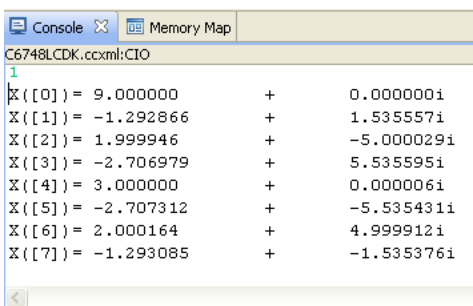 Console Memory Map
C6748LCDK.ccxml:CIO
1
X([0])= 9.000000 + 0.000000i
X([1])= -1.292866 + 1.535557i
X([2])= 1.999946 + -5.000029i
X([3])= -2.706979 + 5.535595i
X([4])= 3.000000 + 0.000006i
X([5])= -2.707312 + -5.535431i
X([6])= 2.000164 + 4.999912i
X([7])= -1.293085 + -1.535376i